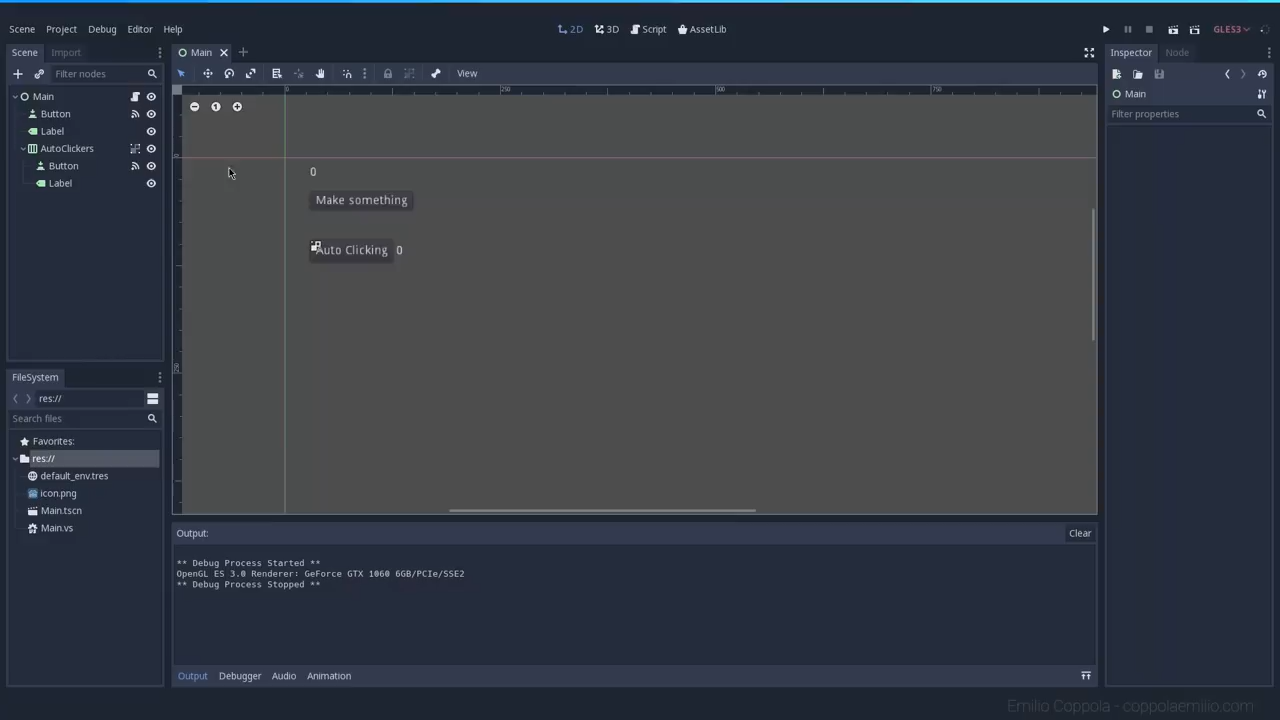 Scene Project Debug Editor Help
2D 3D Script AssetLib
GLES3
Scene Import
Main
Inspector Node
Filter nodes
View
Main
Main
Filter properties
Button
Label
AutoClickers
Button
Label
0 250 500 750
0
250
0
Make something
Auto Clicking 0
FileSystem
res://
Search files
Favorites:
res://
default_env.tres
icon.png
Main.tscn
Main.vs
Output:
Clear
** Debug Process Started **
OpenGL ES 3.0 Renderer: GeForce GTX 1060 6GB/PCIe/SSE2
** Debug Process Stopped **
Output Debugger Audio Animation
Emilio Coppola - coppolaemilio.com